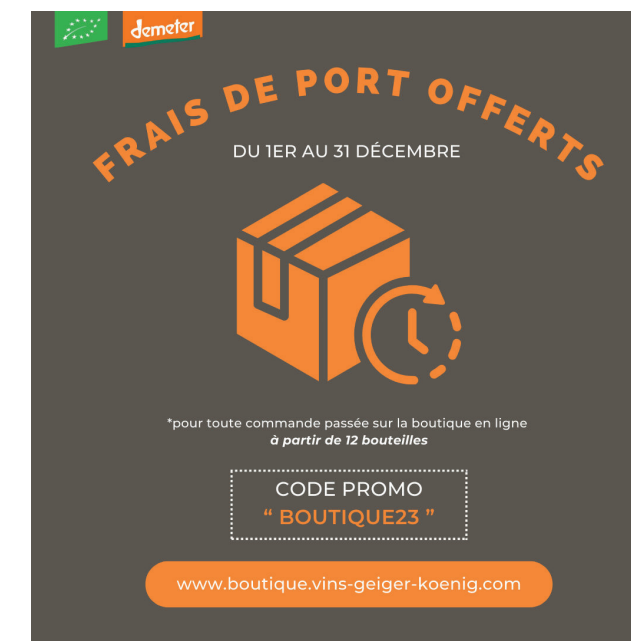 demeter
FRAIS DE PORT OFFERTS
DU 1ER AU 31 DÉCEMBRE
*pour toute commande passée sur la boutique en ligne
à partir de 12 bouteilles
CODE PROMO
“ BOUTIQUE23 ”
www.boutique.vins-geiger-koenig.com